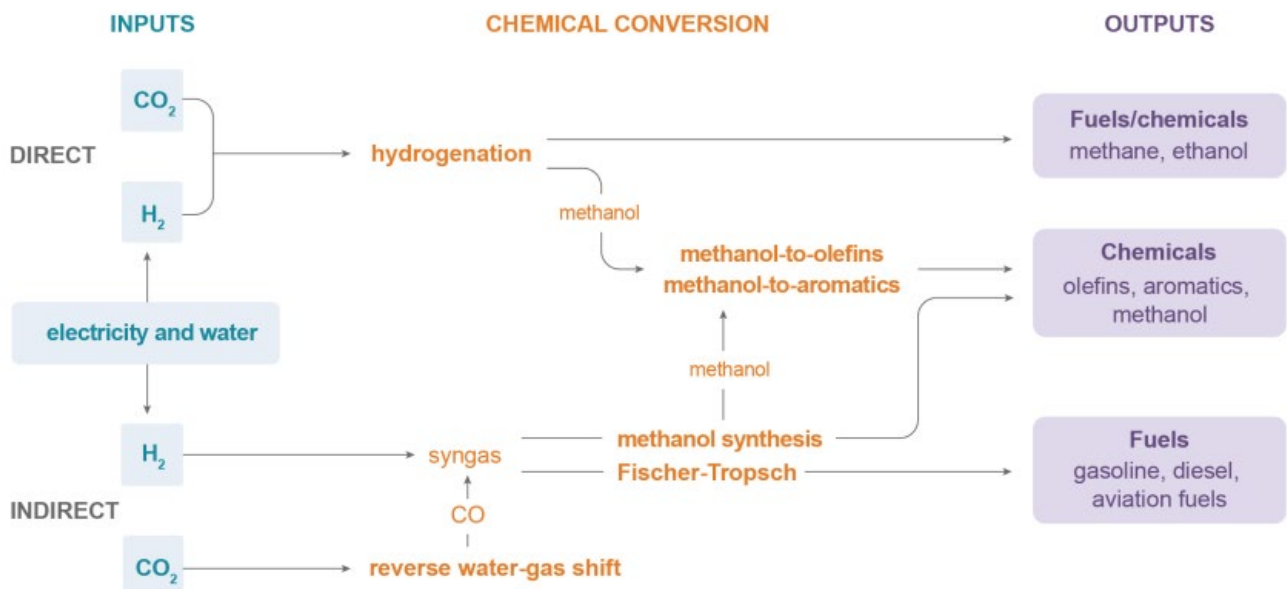 INPUTS
CHEMICAL CONVERSION
OUTPUTS
CO₂
DIRECT
H₂
hydrogenation
Fuels/chemicals
methane, ethanol
methanol
methanol-to-olefins
methanol-to-aromatics
Chemicals
olefins, aromatics,
methanol
electricity and water
methanol
H₂
syngas
methanol synthesis
Fischer-Tropsch
Fuels
gasoline, diesel,
aviation fuels
INDIRECT
CO
CO₂
reverse water-gas shift